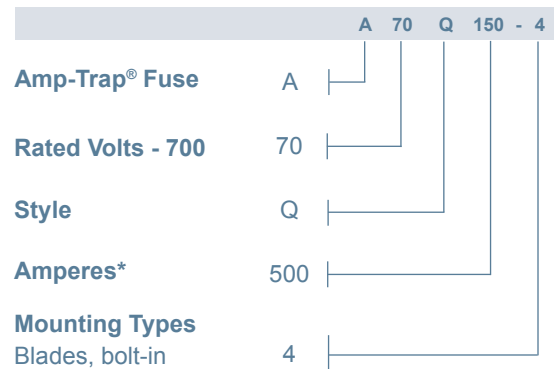 A 70 Q 150 - 4
Amp-Trap® Fuse A
Rated Volts - 700 70
Style Q
Amperes* 500
Mounting Types
Blades, bolt-in 4